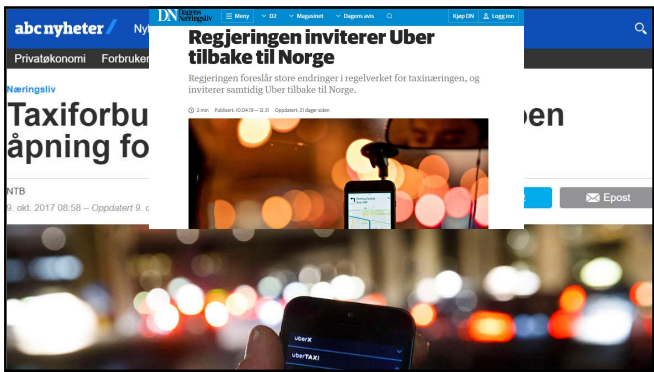 abc nyheter
Privatøkonomi Forbruker
Næringsliv
Taxiforbu
åpning fo
pen
NTB
9. okt. 2017 08:58 – Oppdatert 9. o
Epost
DN Dagens
Næringsliv
Meny D2 Magasinet Dagens avis Kjøp DN Logg inn
Regjeringen inviterer Uber
tilbake til Norge
Regjeringen foreslår store endringer i regelverket for taxinæringen, og
inviterer samtidig Uber tilbake til Norge.
2 min Publisert: 10.04.19 – 12:31 Oppdatert: 21 dager siden
uberX
uberTAXI